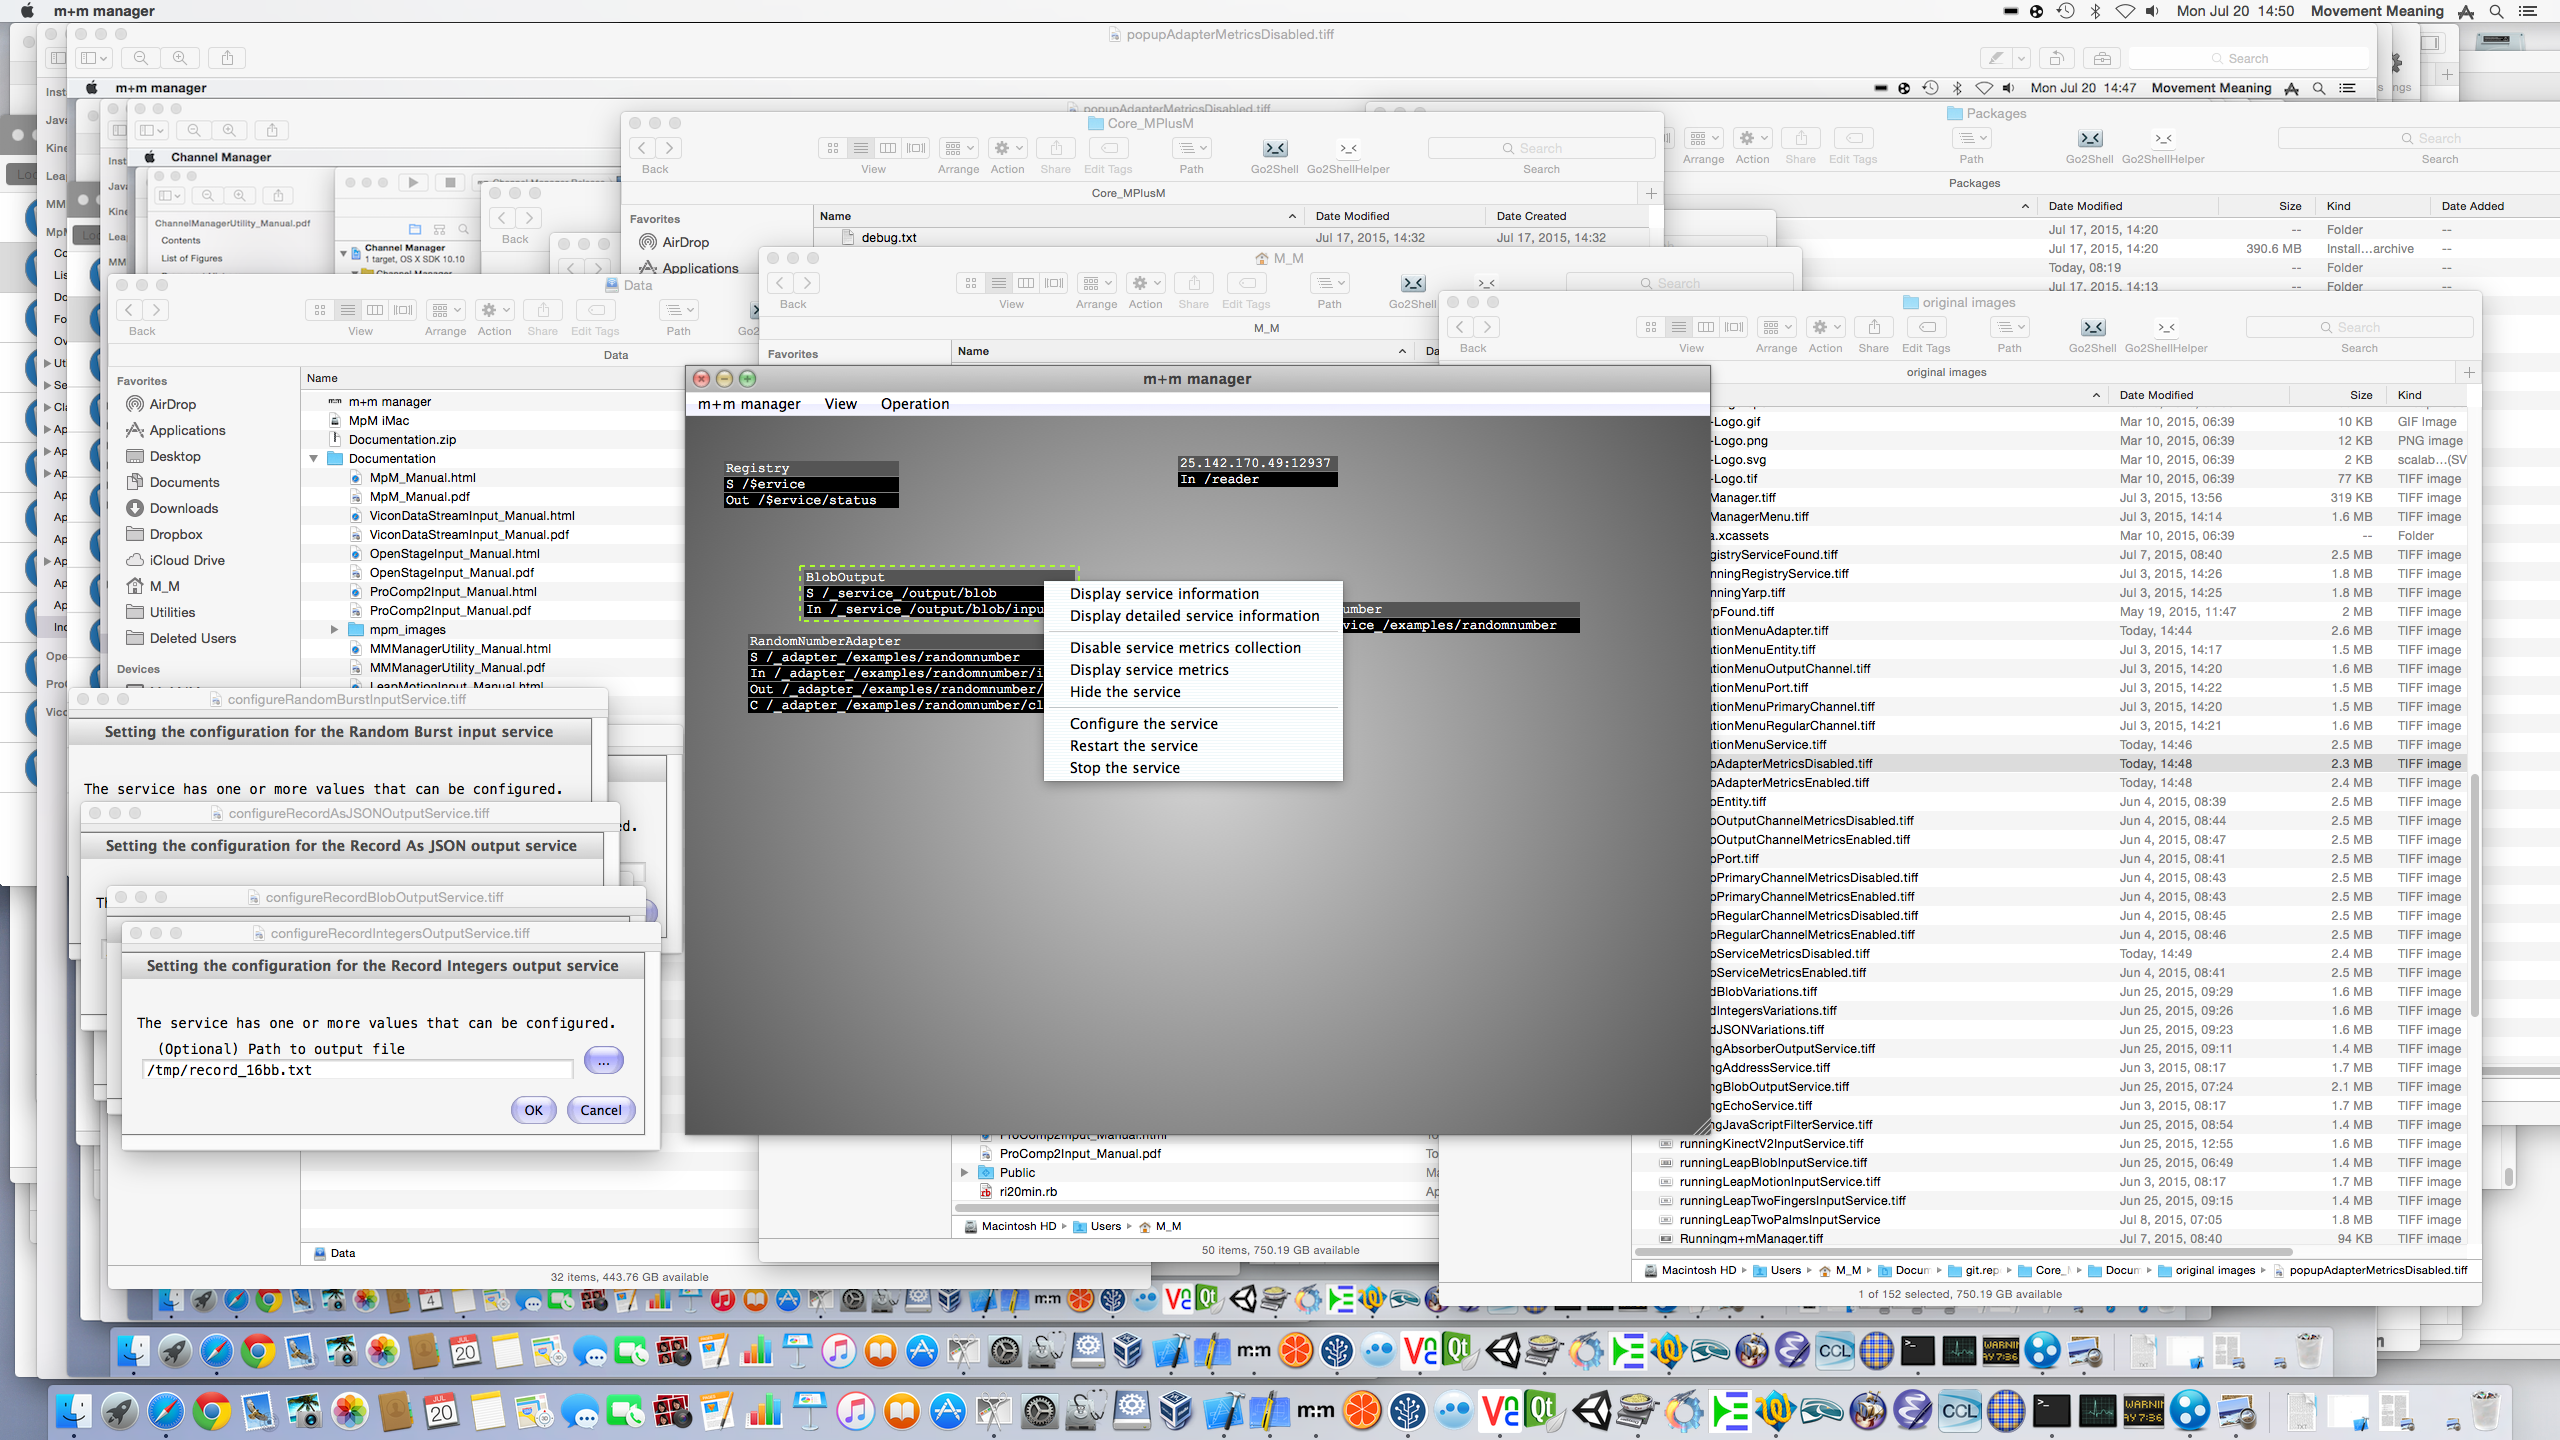 m+m manager
Mon Jul 20 14:50 Movement Meaning
popupAdapterMetricsDisabled.tiff
Search
m+m manager
Mon Jul 20 14:47 Movement Meaning
Channel Manager
ChannelManagerUtility_Manual.pdf
Contents
List of Figures
Channel Manager
1 target, OS X SDK 10.10
Back
Core_MPlusM
Back View Arrange Action Share Edit Tags Path Go2Shell Go2ShellHelper Search
Core_MPlusM
Favorites
AirDrop
Applications
Name Date Modified Date Created
debug.txt Jul 17, 2015, 14:32 Jul 17, 2015, 14:32
Packages
Search
Arrange Action Share Edit Tags Path Go2Shell Go2ShellHelper Search
Packages
Date Modified Size Kind Date Added
Jul 17, 2015, 14:20 -- Folder --
Jul 17, 2015, 14:20 390.6 MB Install...archive --
Today, 08:19 -- Folder --
Jul 17, 2015, 14:13 -- Folder --
M_M
Search
Back View Arrange Action Share Edit Tags Path Go2Shell
M_M
Favorites
Name
Data
Back View Arrange Action Share Edit Tags Path
Data
Favorites
AirDrop
Applications
Desktop
Documents
Downloads
Dropbox
iCloud Drive
M_M
Utilities
Deleted Users
Devices
Name
m+m manager
MpM iMac
Documentation.zip
Documentation
MpM_Manual.html
MpM_Manual.pdf
ViconDataStreamInput_Manual.html
ViconDataStreamInput_Manual.pdf
OpenStageInput_Manual.html
OpenStageInput_Manual.pdf
ProComp2Input_Manual.html
ProComp2Input_Manual.pdf
mpm_images
MMManagerUtility_Manual.html
MMManagerUtility_Manual.pdf
LeapMotionInput_Manual.html
Data
32 items, 443.76 GB available
configureRandomBurstInputService.tiff
Setting the configuration for the Random Burst input service
The service has one or more values that can be configured.
configureRecordAsJSONOutputService.tiff
Setting the configuration for the Record As JSON output service
configureRecordBlobOutputService.tiff
configureRecordIntegersOutputService.tiff
Setting the configuration for the Record Integers output service
The service has one or more values that can be configured.
(Optional) Path to output file
/tmp/record_16bb.txt
...
OK Cancel
m+m manager
m+m manager View Operation
Registry
S /$ervice
Out /$ervice/status
25.142.170.49:12937
In /reader
BlobOutput
S /_service_/output/blob
In /_service_/output/blob/inpu
RandomNumberAdapter
S /_adapter_/examples/randomnumber
In /_adapter_/examples/randomnumber/i
Out /_adapter_/examples/randomnumber/
C /_adapter_/examples/randomnumber/cl
umber
vice_/examples/randomnumber
Display service information
Display detailed service information
Disable service metrics collection
Display service metrics
Hide the service
Configure the service
Restart the service
Stop the service
ProComp2Input_Manual.html
ProComp2Input_Manual.pdf
Public
ri20min.rb
Macintosh HD Users M_M
50 items, 750.19 GB available
original images
Search
Back View Arrange Action Share Edit Tags Path Go2Shell Go2ShellHelper Search
original images
Date Modified Size Kind
-Logo.gif Mar 10, 2015, 06:39 10 KB GIF Image
-Logo.png Mar 10, 2015, 06:39 12 KB PNG image
-Logo.svg Mar 10, 2015, 06:39 2 KB scalab...(SV
-Logo.tif Mar 10, 2015, 06:39 77 KB TIFF image
Manager.tiff Jul 3, 2015, 13:56 319 KB TIFF image
ManagerMenu.tiff Jul 3, 2015, 14:14 1.6 MB TIFF image
a.xcassets Mar 10, 2015, 06:39 -- Folder
gistryServiceFound.tiff Jul 7, 2015, 08:40 2.5 MB TIFF image
nningRegistryService.tiff Jul 3, 2015, 14:26 1.8 MB TIFF image
nningYarp.tiff Jul 3, 2015, 14:25 1.8 MB TIFF image
rpFound.tiff May 19, 2015, 11:47 2 MB TIFF image
ationMenuAdapter.tiff Today, 14:44 2.6 MB TIFF image
ationMenuEntity.tiff Jul 3, 2015, 14:17 1.5 MB TIFF image
ationMenuOutputChannel.tiff Jul 3, 2015, 14:20 1.6 MB TIFF image
ationMenuPort.tiff Jul 3, 2015, 14:22 1.5 MB TIFF image
ationMenuPrimaryChannel.tiff Jul 3, 2015, 14:20 1.5 MB TIFF image
ationMenuRegularChannel.tiff Jul 3, 2015, 14:21 1.6 MB TIFF image
ationMenuService.tiff Today, 14:46 2.5 MB TIFF image
pAdapterMetricsDisabled.tiff Today, 14:48 2.3 MB TIFF image
pAdapterMetricsEnabled.tiff Today, 14:48 2.4 MB TIFF image
pEntity.tiff Jun 4, 2015, 08:39 2.5 MB TIFF image
pOutputChannelMetricsDisabled.tiff Jun 4, 2015, 08:44 2.5 MB TIFF image
pOutputChannelMetricsEnabled.tiff Jun 4, 2015, 08:47 2.5 MB TIFF image
pPort.tiff Jun 4, 2015, 08:41 2.5 MB TIFF image
pPrimaryChannelMetricsDisabled.tiff Jun 4, 2015, 08:43 2.5 MB TIFF image
pPrimaryChannelMetricsEnabled.tiff Jun 4, 2015, 08:43 2.5 MB TIFF image
pRegularChannelMetricsDisabled.tiff Jun 4, 2015, 08:45 2.5 MB TIFF image
pRegularChannelMetricsEnabled.tiff Jun 4, 2015, 08:46 2.5 MB TIFF image
pServiceMetricsDisabled.tiff Today, 14:49 2.4 MB TIFF image
pServiceMetricsEnabled.tiff Jun 4, 2015, 08:41 2.5 MB TIFF image
dBlobVariations.tiff Jun 25, 2015, 09:29 1.6 MB TIFF image
dIntegersVariations.tiff Jun 25, 2015, 09:26 1.6 MB TIFF image
dJSONVariations.tiff Jun 25, 2015, 09:23 1.6 MB TIFF image
ngAbsorberOutputService.tiff Jun 25, 2015, 09:11 1.4 MB TIFF image
ngAddressService.tiff Jun 3, 2015, 08:17 1.7 MB TIFF image
ngBlobOutputService.tiff Jun 25, 2015, 07:24 2.1 MB TIFF image
ngEchoService.tiff Jun 3, 2015, 08:17 1.7 MB TIFF image
ngJavaScriptFilterService.tiff Jun 25, 2015, 08:54 1.4 MB TIFF image
runningKinectV2InputService.tiff Jun 25, 2015, 12:55 1.6 MB TIFF image
runningLeapBlobInputService.tiff Jun 25, 2015, 06:49 1.4 MB TIFF image
runningLeapMotionInputService.tiff Jun 3, 2015, 08:17 1.7 MB TIFF image
runningLeapTwoFingersInputService.tiff Jun 25, 2015, 09:15 1.4 MB TIFF image
runningLeapTwoPalmsInputService Jul 8, 2015, 07:05 1.8 MB TIFF image
Runningm+mManager.tiff Jul 7, 2015, 08:40 94 KB TIFF image
Macintosh HD Users M_M Docum git.rep Core_ Docum original images popupAdapterMetricsDisabled.tiff
1 of 152 selected, 750.19 GB available